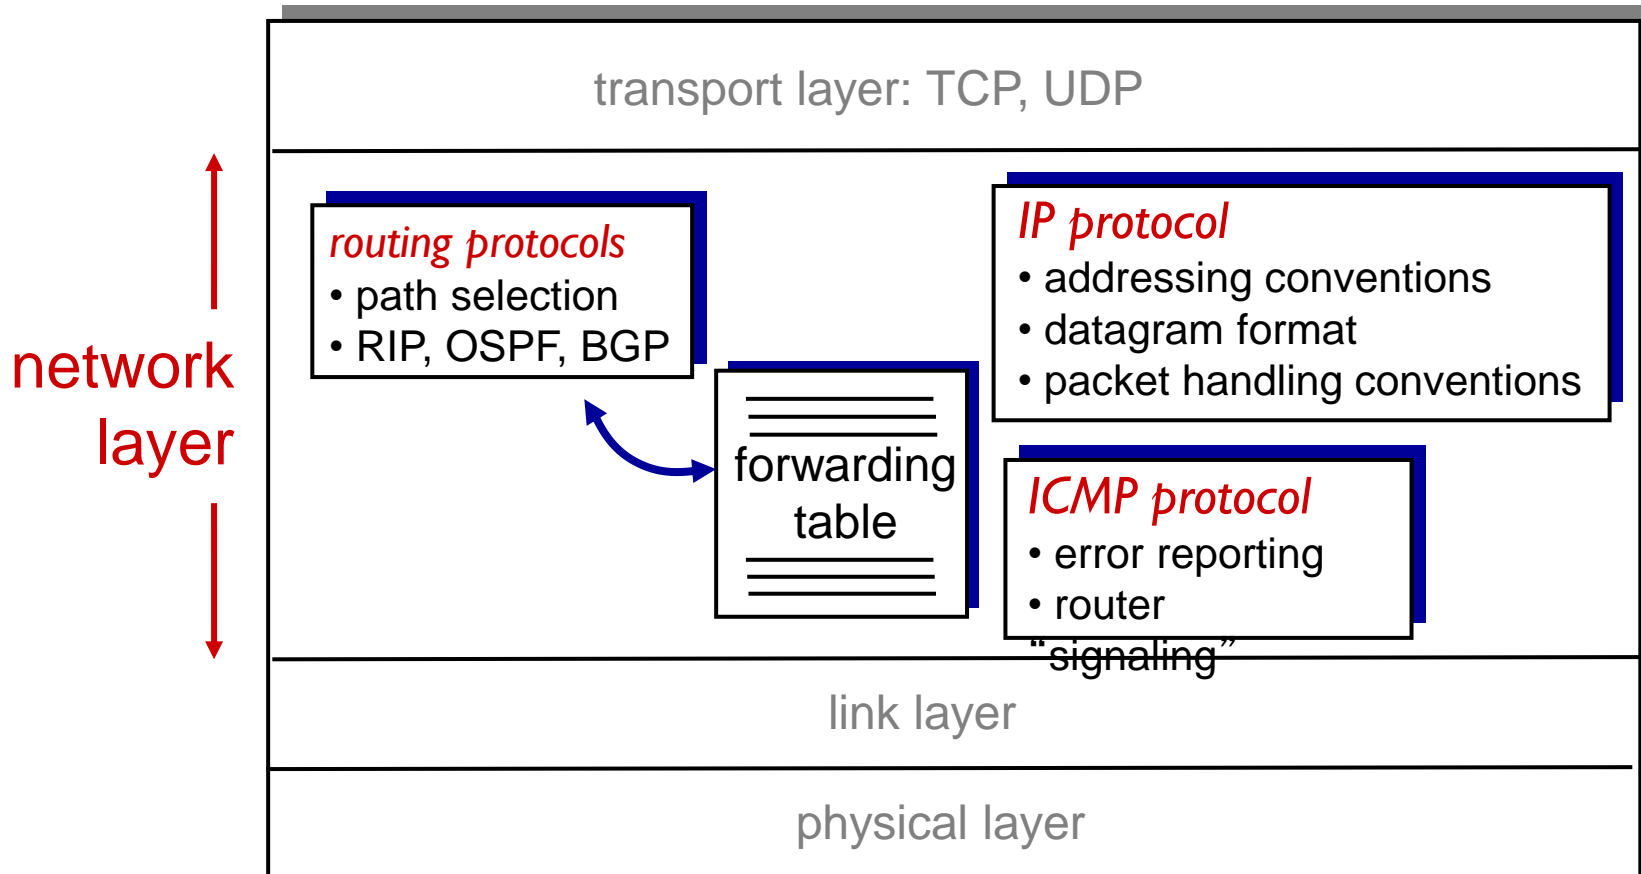 transport layer: TCP, UDP
network
layer
routing protocols
• path selection
• RIP, OSPF, BGP
forwarding
table
IP protocol
• addressing conventions
• datagram format
• packet handling conventions
ICMP protocol
• error reporting
• router
“signaling”
link layer
physical layer